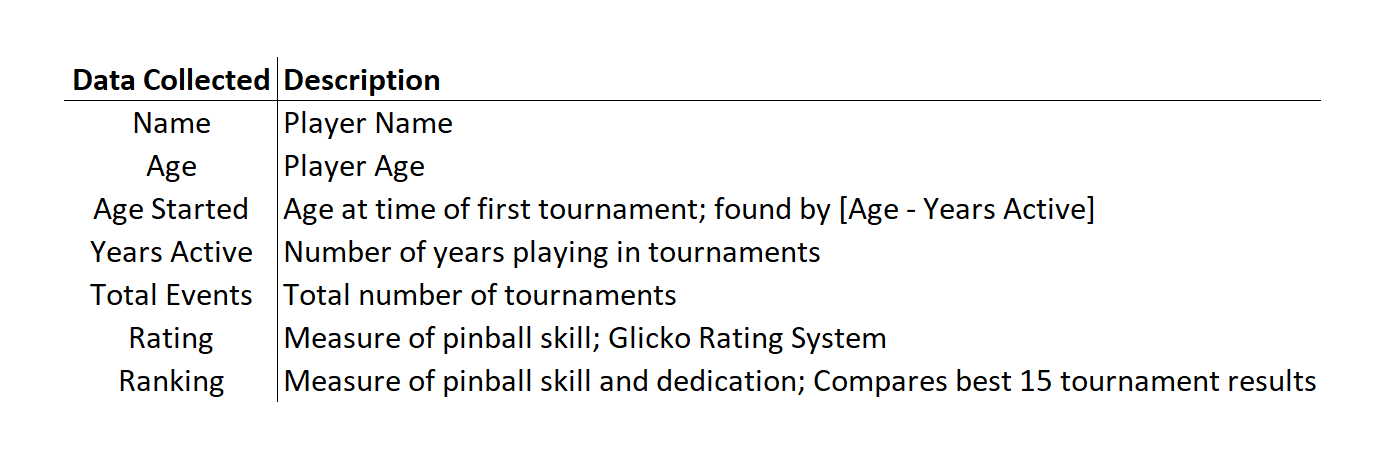 Data Collected Description
Name Player Name
Age Player Age
Age Started Age at time of first tournament; found by [Age - Years Active]
Years Active Number of years playing in tournaments
Total Events Total number of tournaments
Rating Measure of pinball skill; Glicko Rating System
Ranking Measure of pinball skill and dedication; Compares best 15 tournament results